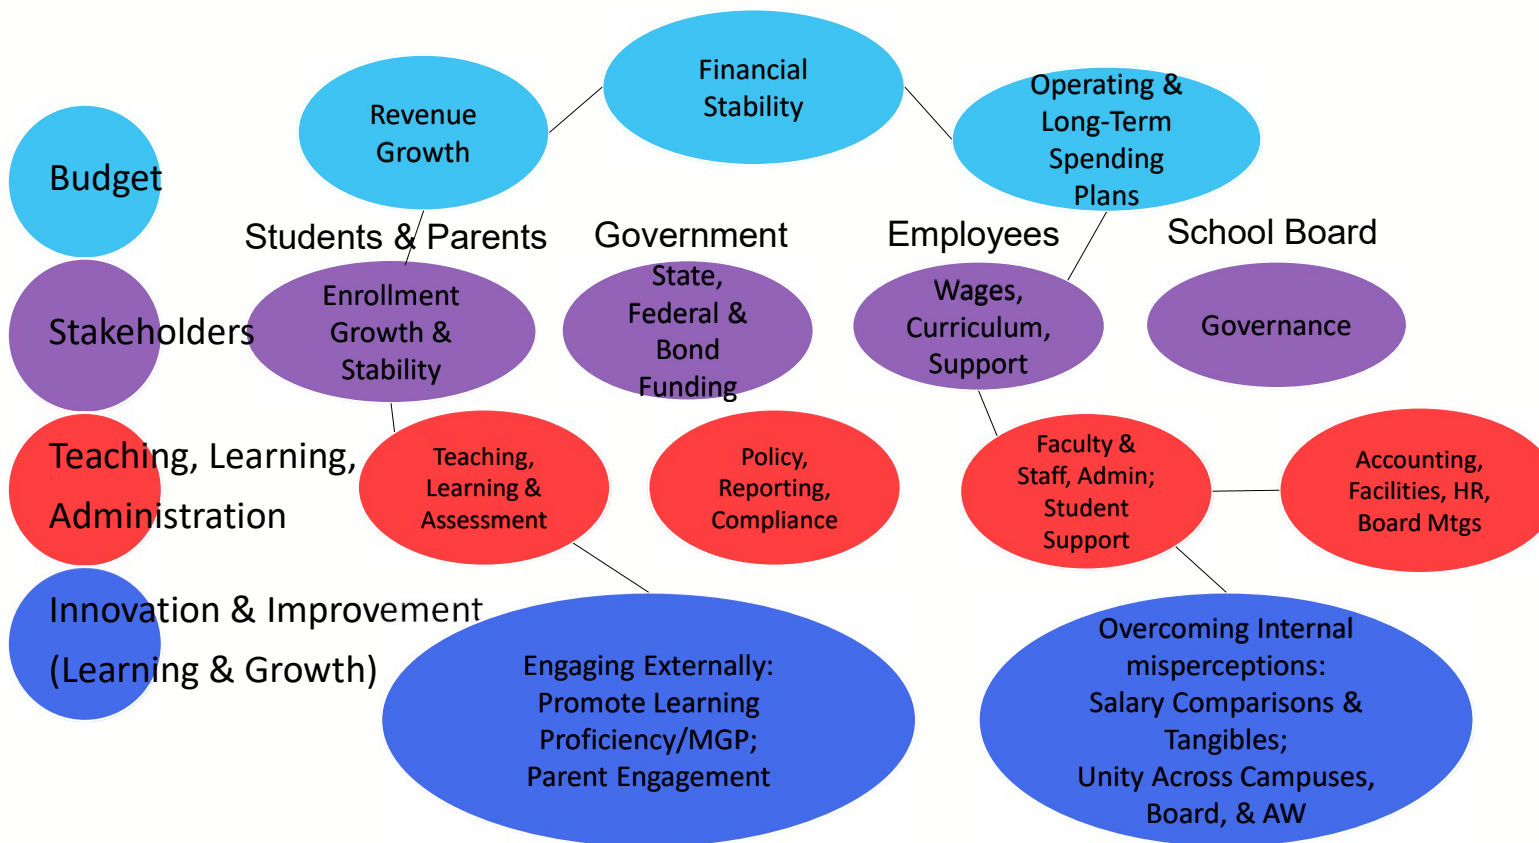 Financial
Stability
Revenue
Growth
Operating &
Long-Term
Spending
Plans
Budget
Students & Parents
Government
Employees
School Board
Stakeholders
Enrollment
Growth &
Stability
State,
Federal &
Bond
Funding
Wages,
Curriculum,
Support
Governance
Teaching, Learning,
Administration
Teaching,
Learning &
Assessment
Policy,
Reporting,
Compliance
Faculty &
Staff, Admin;
Student
Support
Accounting,
Facilities, HR,
Board Mtgs
Innovation & Improvement
(Learning & Growth)
Engaging Externally:
Promote Learning
Proficiency/MGP;
Parent Engagement
Overcoming Internal
misperceptions:
Salary Comparisons &
Tangibles;
Unity Across Campuses,
Board, & AW